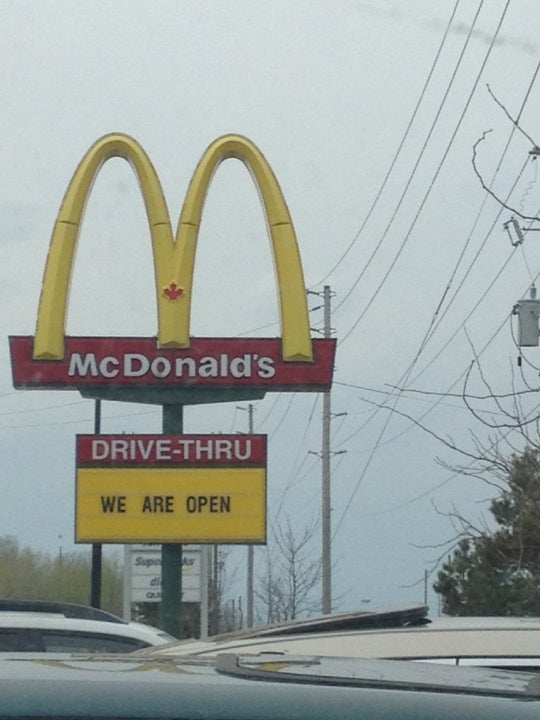 McDonald's
DRIVE-THRU
WE ARE OPEN